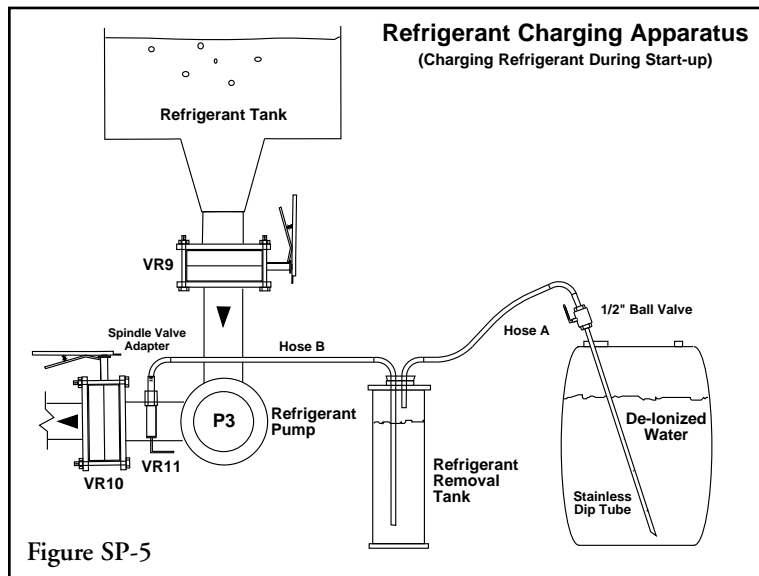 Refrigerant Charging Apparatus
(Charging Refrigerant During Start-up)
Refrigerant Tank
VR9
1/2" Ball Valve
Spindle Valve
Adapter
Hose B
Hose A
P3
Refrigerant
Pump
De-Ionized
Water
VR10
VR11
Refrigerant
Removal
Tank
Stainless
Dip Tube
Figure SP-5